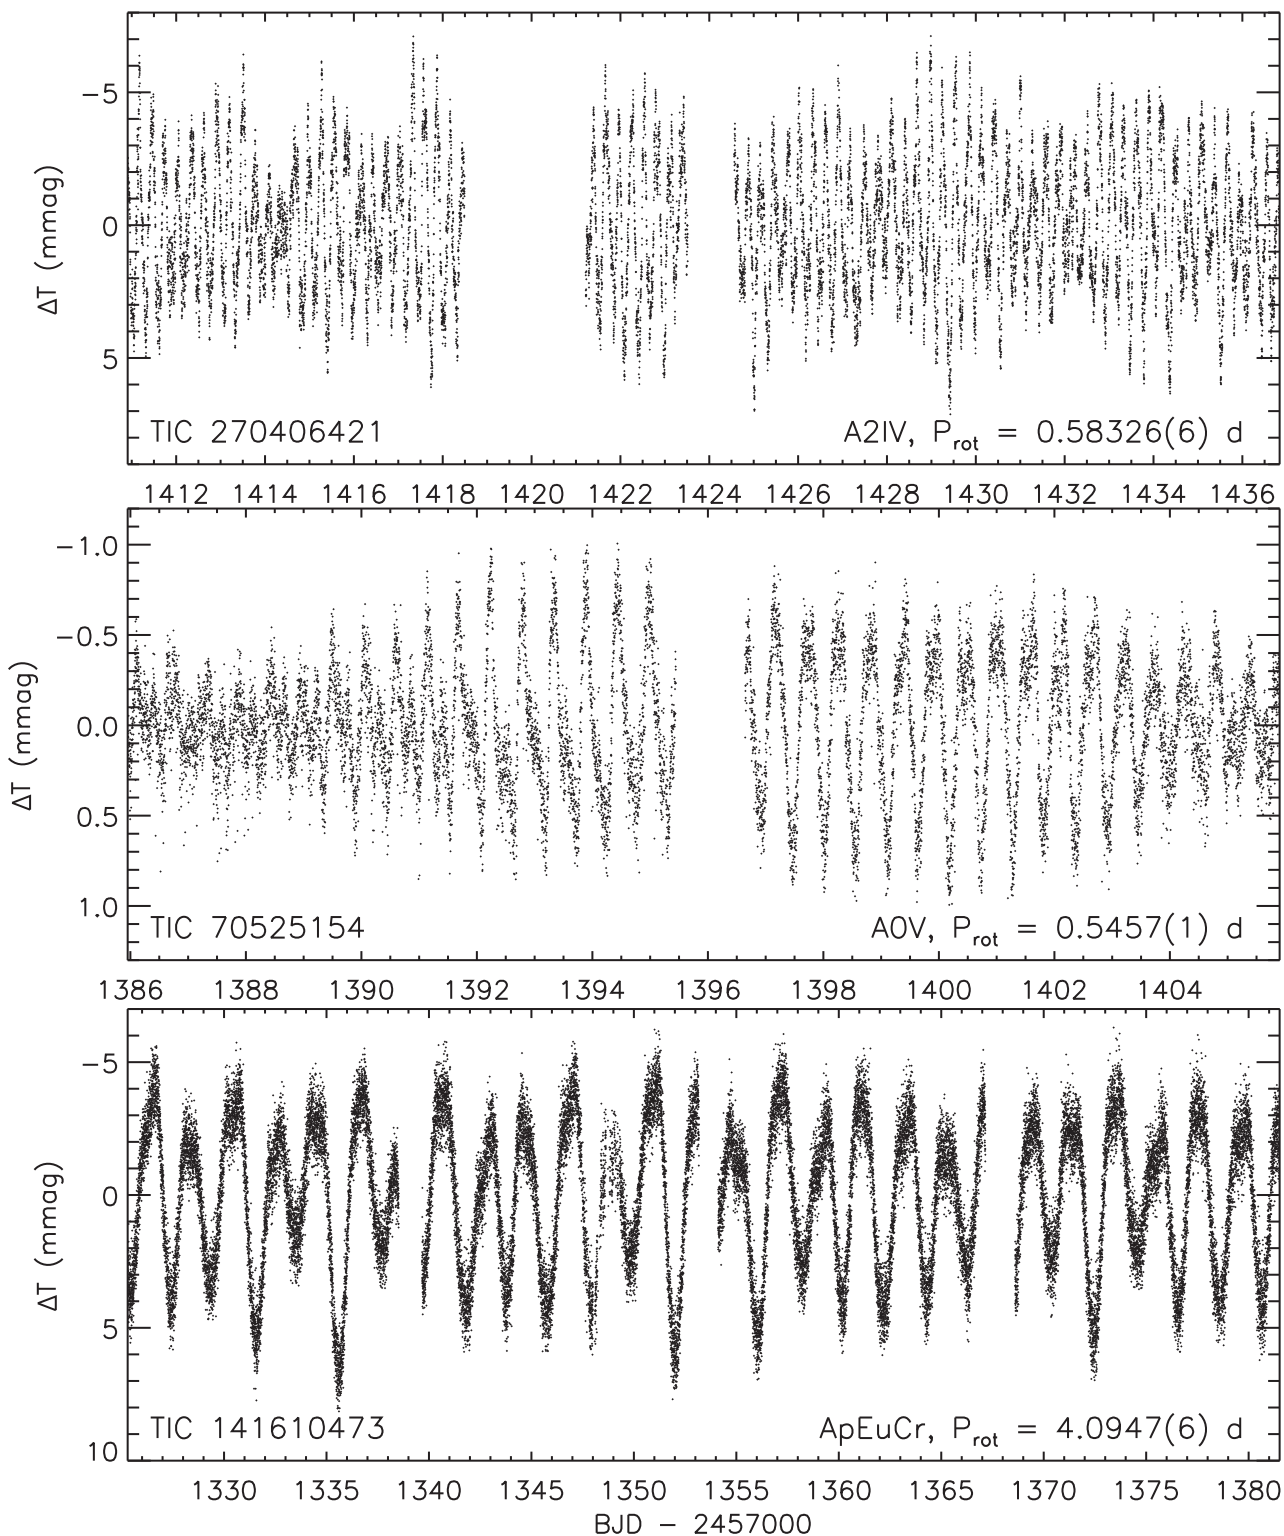 −5
0
5
ΔT (mmag)
TIC 270406421
A2IV, Prot = 0.58326(6) d
1412 1414 1416 1418 1420 1422 1424 1426 1428 1430 1432 1434 1436
−1.0
−0.5
0.0
0.5
1.0
ΔT (mmag)
TIC 70525154
A0V, Prot = 0.5457(1) d
1386 1388 1390 1392 1394 1396 1398 1400 1402 1404
−5
0
5
10
ΔT (mmag)
TIC 141610473
ApEuCr, Prot = 4.0947(6) d
1330 1335 1340 1345 1350 1355 1360 1365 1370 1375 1380
BJD − 2457000